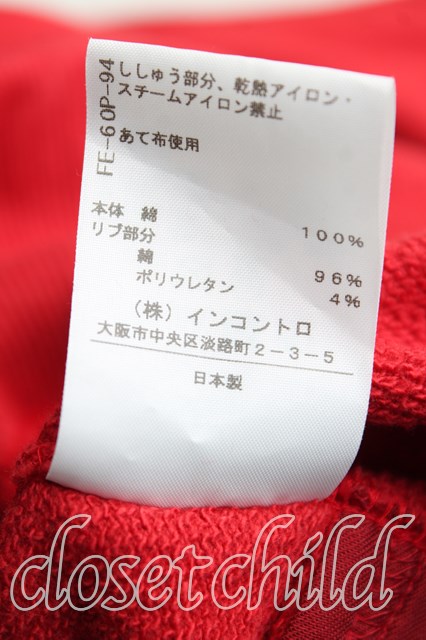 FE-60P-94
ししゅう部分、乾熱アイロン・
スチームアイロン禁止
あて布使用
本体 綿 100%
リブ部分
綿 96%
ポリウレタン 4%
(株)インコントロ
大阪市中央区淡路町2-3-5
日本製
closet child